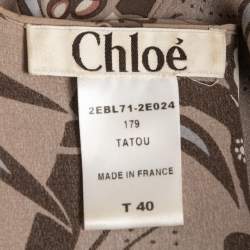 Chloé
2EBL71-2E024
179
TATOU
MADE IN FRANCE
T 40